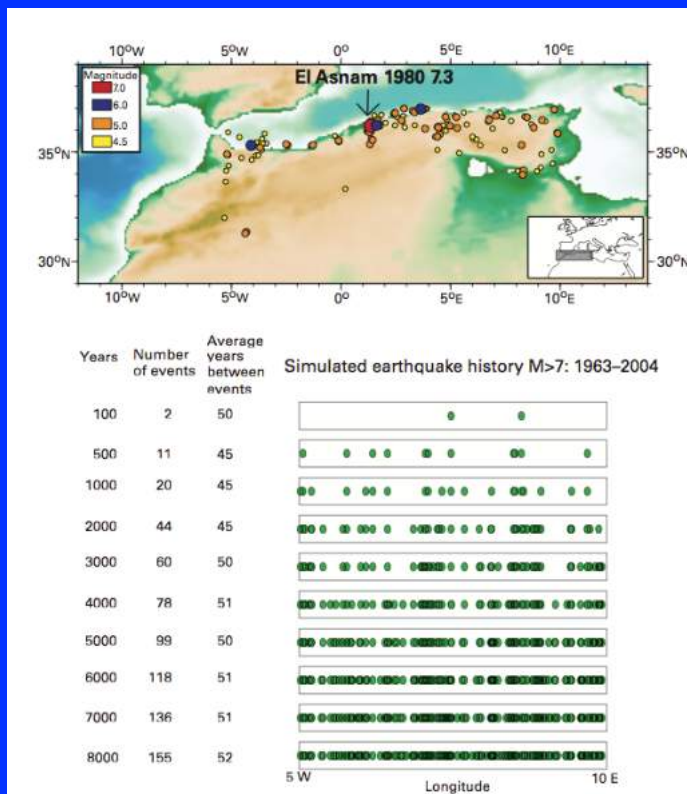 10°W 5°W 0° 5°E 10°E
El Asnam 1980 7.3
Magnitude
7.0
6.0
5.0
4.5
35°N 35°N
30°N 30°N
10°W 5°W 0° 5°E 10°E
Years Number of events Average years between events
Simulated earthquake history M>7: 1963–2004
100 2 50
500 11 45
1000 20 45
2000 44 45
3000 60 50
4000 78 51
5000 99 50
6000 118 51
7000 136 51
8000 155 52
5 W 10 E
Longitude